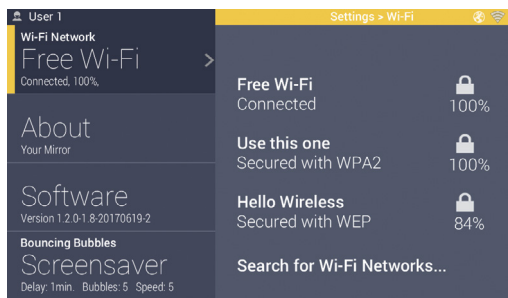 User 1
Settings > Wi-Fi
Wi-Fi Network
Free Wi-Fi
Connected, 100%,
About
Your Mirror
Software
Version 1.2.0-1.8-20170619-2
Bouncing Bubbles
Screensaver
Delay: 1min. Bubbles: 5 Speed: 5
Free Wi-Fi
Connected
100%
Use this one
Secured with WPA2
100%
Hello Wireless
Secured with WEP
84%
Search for Wi-Fi Networks...